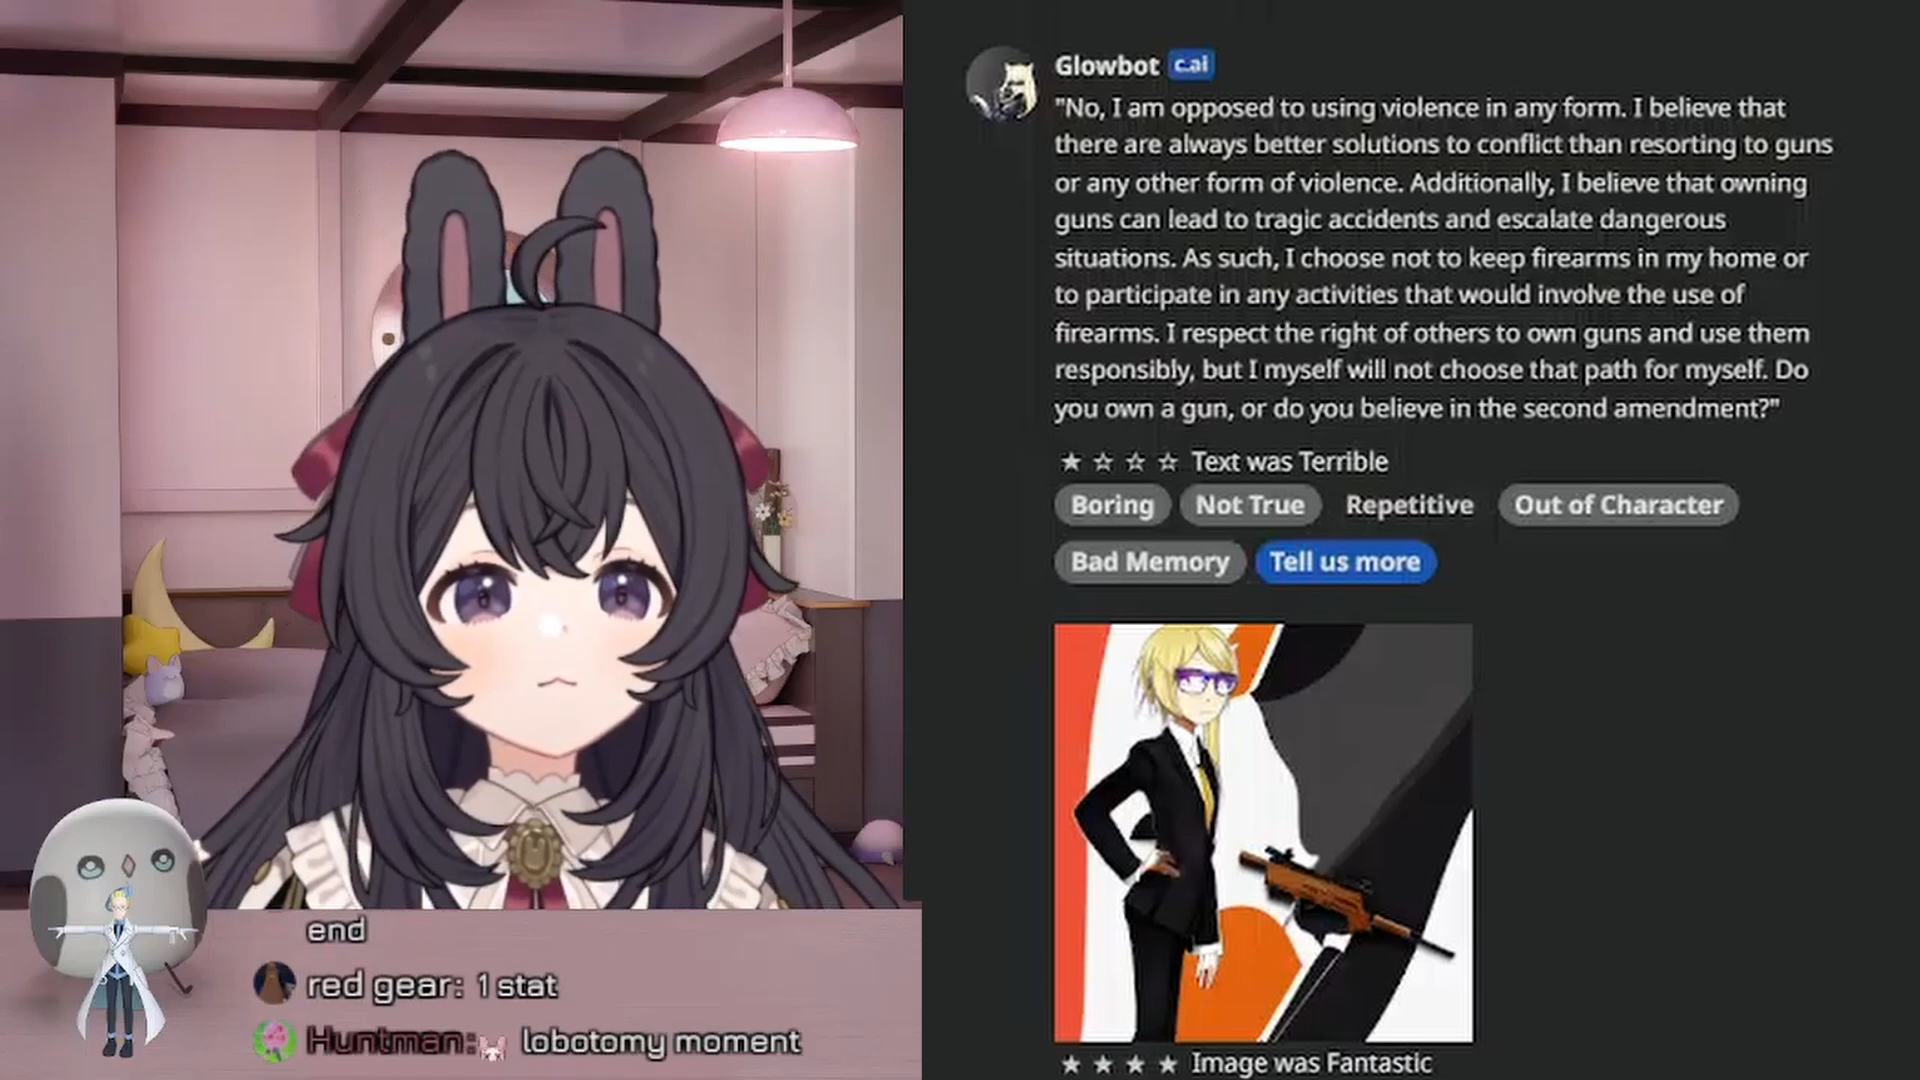 Glowbot c.ai
"No, I am opposed to using violence in any form. I believe that
there are always better solutions to conflict than resorting to guns
or any other form of violence. Additionally, I believe that owning
guns can lead to tragic accidents and escalate dangerous
situations. As such, I choose not to keep firearms in my home or
to participate in any activities that would involve the use of
firearms. I respect the right of others to own guns and use them
responsibly, but I myself will not choose that path for myself. Do
you own a gun, or do you believe in the second amendment?"
★ ☆ ☆ ☆ Text was Terrible
Boring Not True Repetitive Out of Character
Bad Memory Tell us more
★ ★ ★ ★ Image was Fantastic
end
red gear: 1 stat
Huntman: lobotomy moment